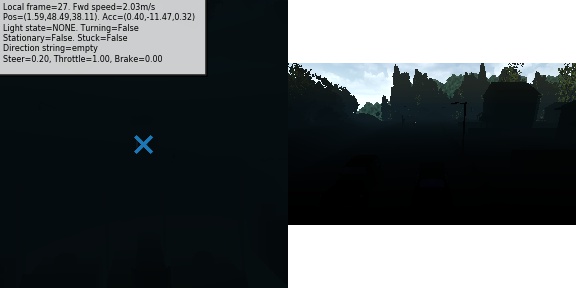 Local frame=27. Fwd speed=2.03m/s
Pos=(1.59,48.49,38.11). Acc=(0.40,-11.47,0.32)
Light state=NONE. Turning=False
Stationary=False. Stuck=False
Direction string=empty
Steer=0.20, Throttle=1.00, Brake=0.00